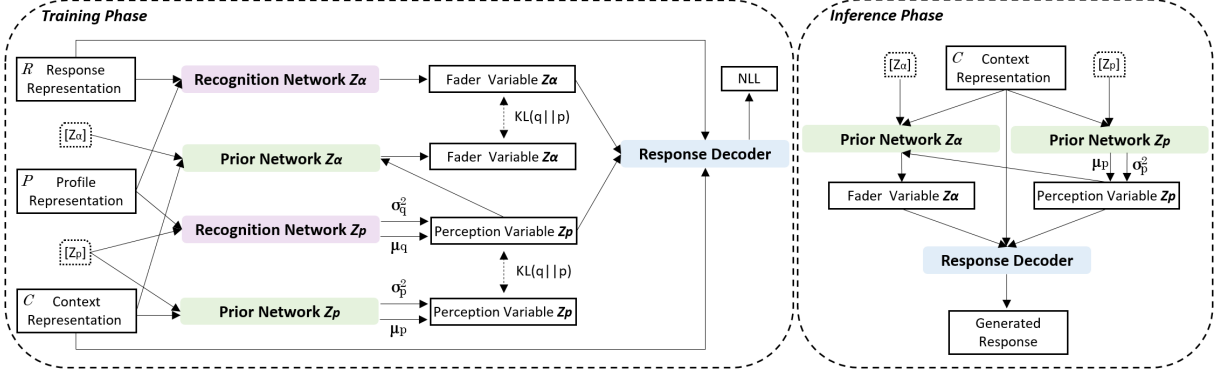 Training Phase
R Response
Representation
[Zα]
P Profile
Representation
[Zp]
C Context
Representation
Recognition Network Zα
Prior Network Zα
Recognition Network Zp
Prior Network Zp
σ²q
μq
σ²p
μp
Fader Variable Zα
KL(q||p)
Fader Variable Zα
Perception Variable Zp
KL(q||p)
Perception Variable Zp
NLL
Response Decoder
Inference Phase
[Zα]
C Context
Representation
[Zp]
Prior Network Zα
Prior Network Zp
μp σ²p
Fader Variable Zα
Perception Variable Zp
Response Decoder
Generated
Response